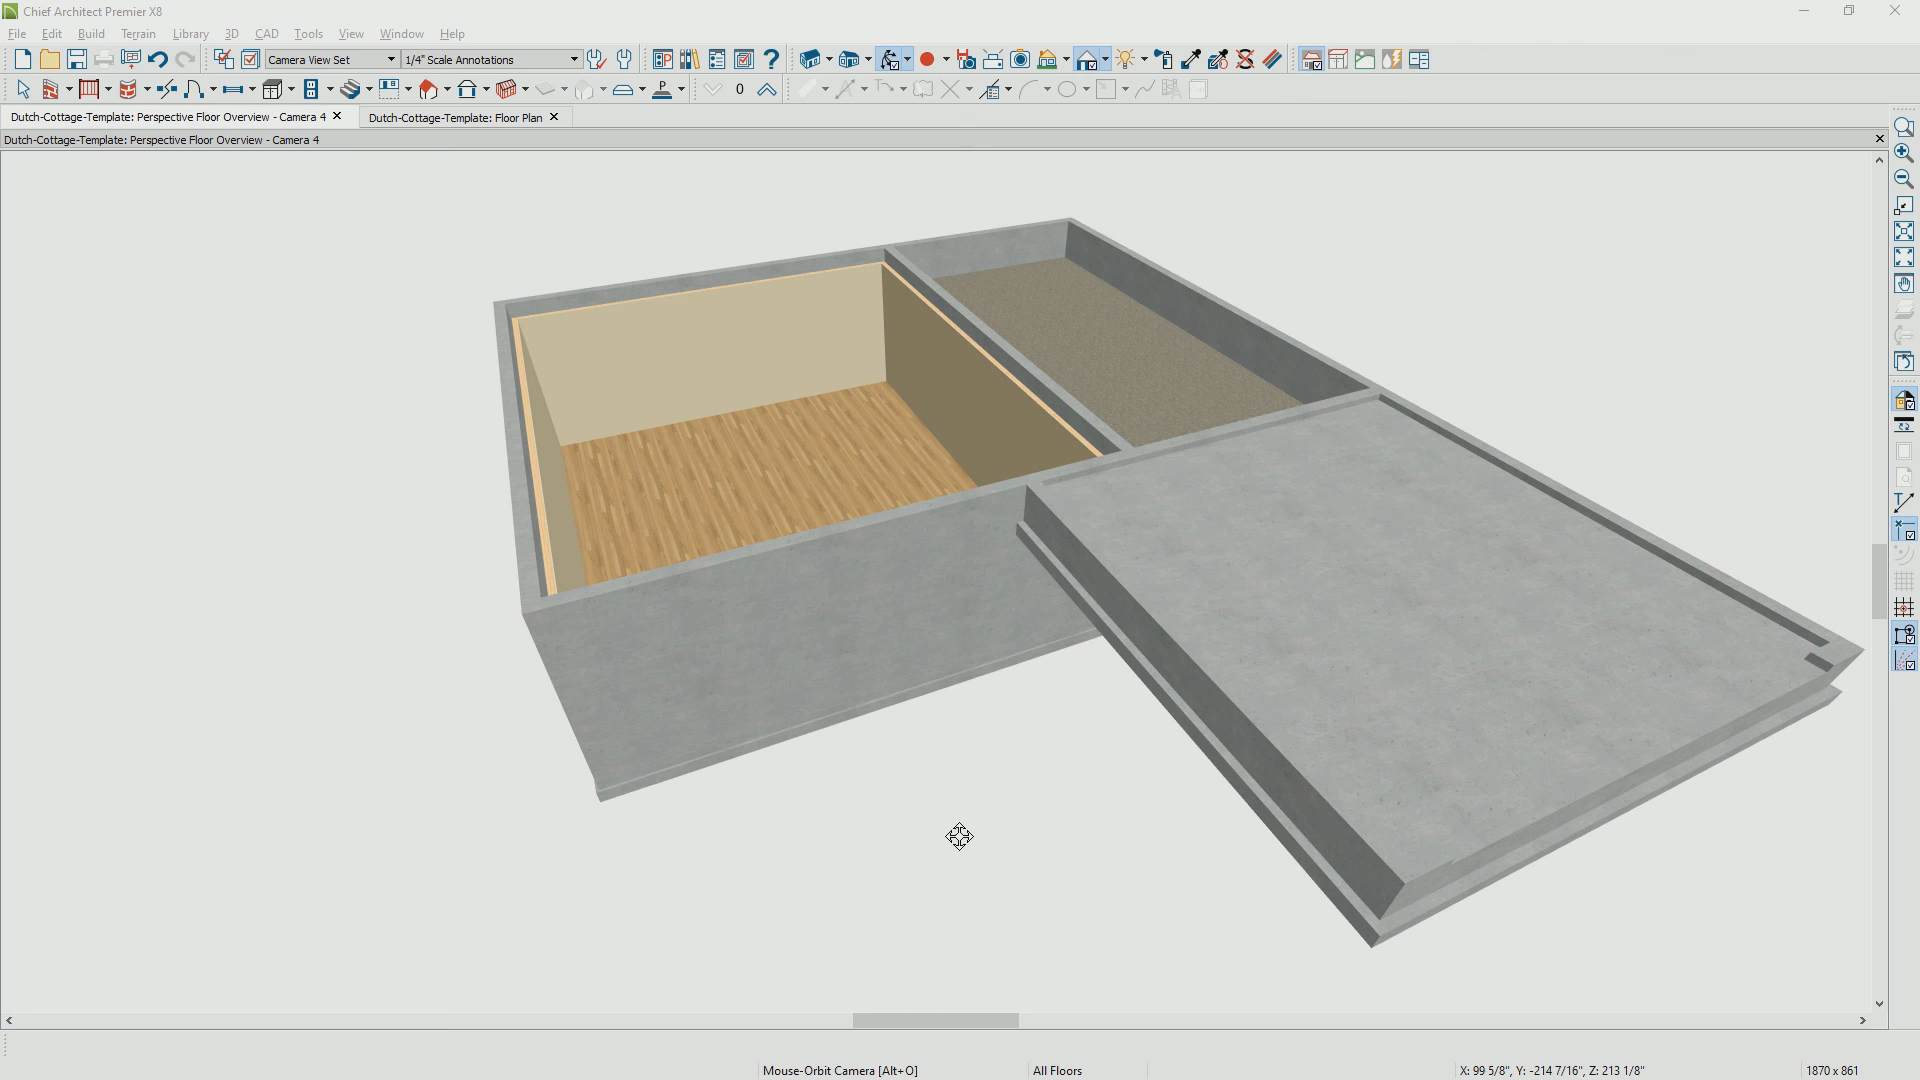 Chief Architect Premier X8
File Edit Build Terrain Library 3D CAD Tools View Window Help
Camera View Set 1/4" Scale Annotations
P 0
Dutch-Cottage-Template: Perspective Floor Overview - Camera 4 Dutch-Cottage-Template: Floor Plan
Dutch-Cottage-Template: Perspective Floor Overview - Camera 4
Mouse-Orbit Camera [Alt+O] All Floors X: 99 5/8", Y: -214 7/16", Z: 213 1/8" 1870 x 861